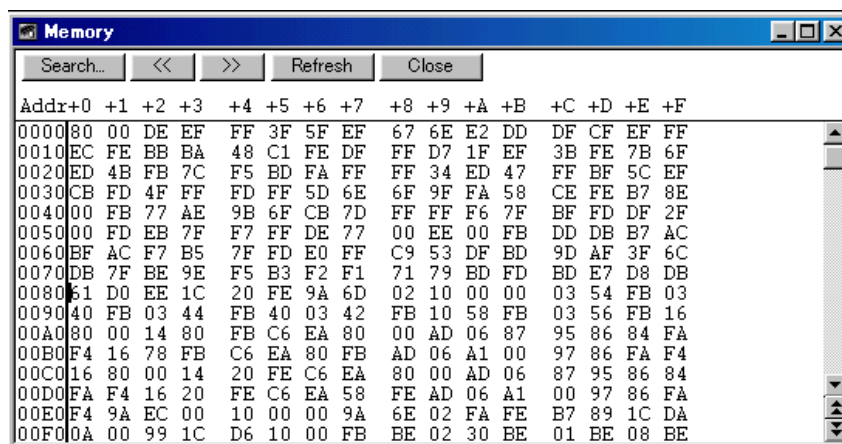 Memory
Search... << >> Refresh Close
Addr+0 +1 +2 +3 +4 +5 +6 +7 +8 +9 +A +B +C +D +E +F
0000 80 00 DE EF FF 3F 5F EF 67 6E E2 DD DF CF EF FF
0010 EC FE BB BA 48 C1 FE DF FF D7 1F EF 3B FE 7B 6F
0020 ED 4B FB 7C F5 BD FA FF FF 34 ED 47 FF BF 5C EF
0030 CB FD 4F FF FD FF 5D 6E 6F 9F FA 58 CE FE B7 8E
0040 00 FB 77 AE 9B 6F CB 7D FF FF F6 7F BF FD DF 2F
0050 00 FD EB 7F F7 FF DE 77 00 EE 00 FB DD DB B7 AC
0060 BF AC F7 B5 7F FD E0 FF C9 53 DF BD 9D AF 3F 6C
0070 DB 7F BE 9E F5 B3 F2 F1 71 79 BD FD BD E7 D8 DB
0080 61 D0 EE 1C 20 FE 9A 6D 02 10 00 00 03 54 FB 03
0090 40 FB 03 44 FB 40 03 42 FB 10 58 FB 03 56 FB 16
00A0 80 00 14 80 FB C6 EA 80 00 AD 06 87 95 86 84 FA
00B0 F4 16 78 FB C6 EA 80 FB AD 06 A1 00 97 86 FA F4
00C0 16 80 00 14 20 FE C6 EA 80 00 AD 06 87 95 86 84
00D0 FA F4 16 20 FE C6 EA 58 FE AD 06 A1 00 97 86 FA
00E0 F4 9A EC 00 10 00 00 9A 6E 02 FA FE B7 89 1C DA
00F0 0A 00 99 1C D6 10 00 FB BE 02 30 BE 01 BE 08 BE